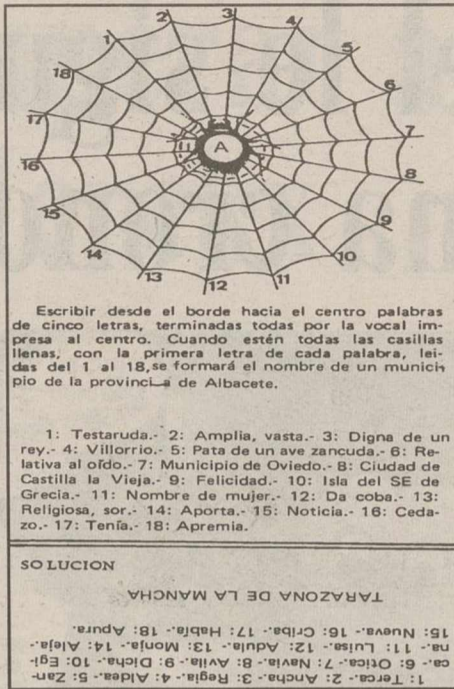 1
2
3
4
5
6
7
8
9
10
11
12
13
14
15
16
17
18
A
Escribir desde el borde hacia el centro palabras
de cinco letras, terminadas todas por la vocal im-
presa al centro. Cuando estén todas las casillas
llenas, con la primera letra de cada palabra, lei-
das del 1 al 18, se formará el nombre de un munici-
pio de la provincia de Albacete.
1: Testaruda.- 2: Amplia, vasta.- 3: Digna de un
rey.- 4: Villorrio.- 5: Pata de un ave zancuda.- 6: Re-
lativa al oído.- 7: Municipio de Oviedo.- 8: Ciudad de
Castilla la Vieja.- 9: Felicidad.- 10: Isla del SE de
Grecia.- 11: Nombre de mujer.- 12: Da coba.- 13:
Religiosa, sor.- 14: Aporta.- 15: Noticia.- 16: Ceda-
zo.- 17: Tenía.- 18: Apremia.
SOLUCION
1: Terca.- 2: Ancha.- 3: Regia.- 4: Aldea.- 5: Zan-
ca.- 6: Otica.- 7: Navia.- 8: Avila.- 9: Dicha.- 10: Egi-
na.- 11: Luisa.- 12: Adula.- 13: Monja.- 14: Aleja.-
15: Nueva.- 16: Criba.- 17: Había.- 18: Apura.
TARAZONA DE LA MANCHA